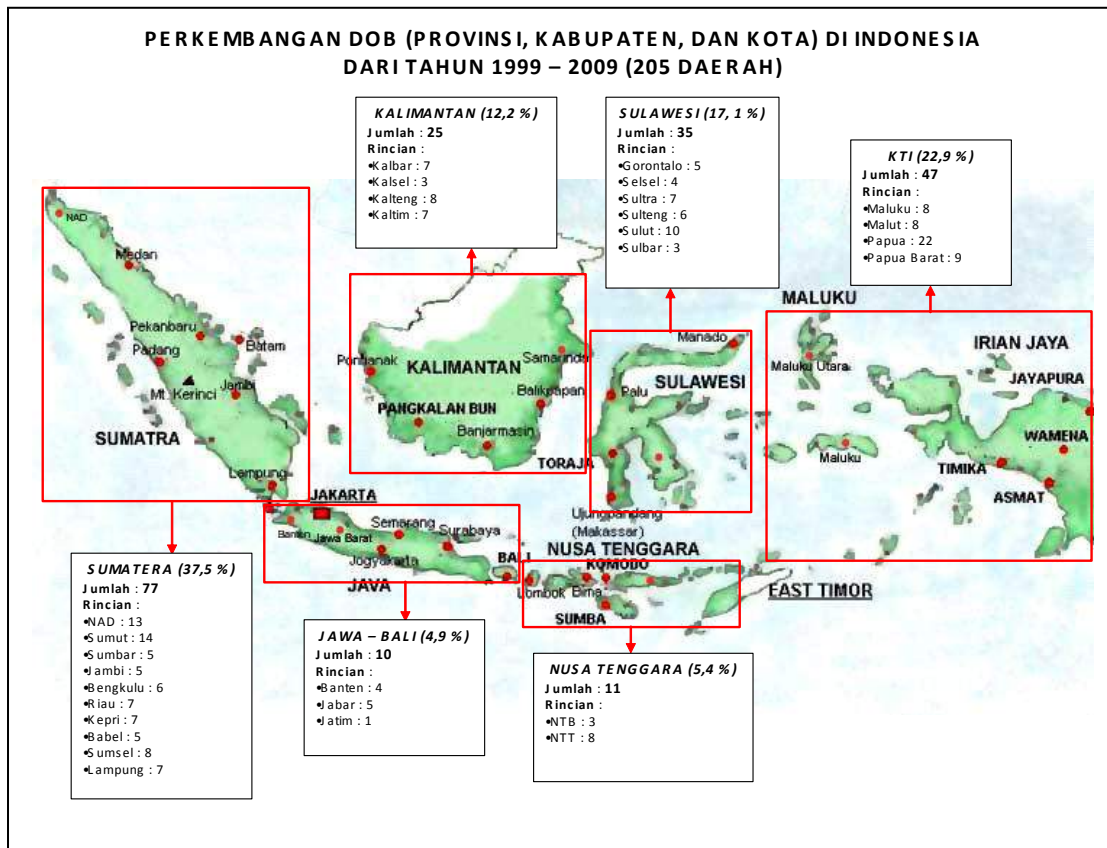 PERKEMBANGAN DOB (PROVINSI, KABUPATEN, DAN KOTA) DI INDONESIA
DARI TAHUN 1999 – 2009 (205 DAERAH)
KALIMANTAN (12,2 %)
Jumlah : 25
Rincian :
•Kalbar : 7
•Kalsel : 3
•Kalteng : 8
•Kaltim : 7
SULAWESI (17, 1 %)
Jumlah : 35
Rincian :
•Gorontalo : 5
•Selsel : 4
•Sultra : 7
•Sulteng : 6
•Sulut : 10
•Sulbar : 3
KTI (22,9 %)
Jumlah : 47
Rincian :
•Maluku : 8
•Malut : 8
•Papua : 22
•Papua Barat : 9
NAD
Medan
Pekanbaru
Batam
Padang
Mt. Kerinci
Jambi
SUMATRA
Lampung
Pontianak
KALIMANTAN
Samarinda
Balikpapan
PANGKALAN BUN
Banjarmasin
Manado
Palu
SULAWESI
TORAJA
Ujungpandang
(Makassar)
MALUKU
Maluku Utara
Maluku
IRIAN JAYA
JAYAPURA
WAMENA
TIMIKA
ASMAT
JAKARTA
Banten
Jawa Barat
Semarang
Surabaya
Jogyakarta
JAVA
BALI
NUSA TENGGARA
KOMODO
Lombok
Bima
SUMBA
EAST TIMOR
SUMATERA (37,5 %)
Jumlah : 77
Rincian :
•NAD : 13
•Sumut : 14
•Sumbar : 5
•Jambi : 5
•Bengkulu : 6
•Riau : 7
•Kepri : 7
•Babel : 5
•Sumsel : 8
•Lampung : 7
JAWA – BALI (4,9 %)
Jumlah : 10
Rincian :
•Banten : 4
•Jabar : 5
•Jatim : 1
NUSA TENGGARA (5,4 %)
Jumlah : 11
Rincian :
•NTB : 3
•NTT : 8